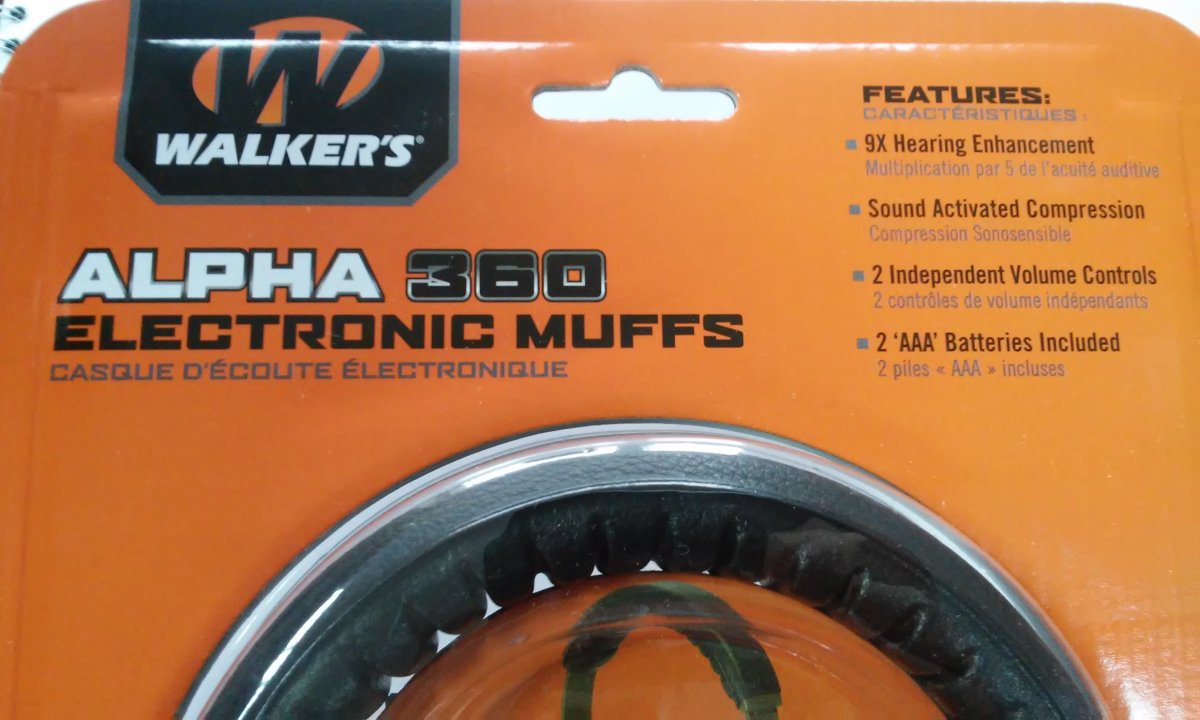 W
WALKER'S®
ALPHA 360
ELECTRONIC MUFFS
CASQUE D'ÉCOUTE ÉLECTRONIQUE
FEATURES:
CARACTÉRISTIQUES :
9X Hearing Enhancement
Multiplication par 5 de l'acuité auditive
Sound Activated Compression
Compression Sonosensible
2 Independent Volume Controls
2 contrôles de volume indépendants
2 'AAA' Batteries Included
2 piles « AAA » incluses